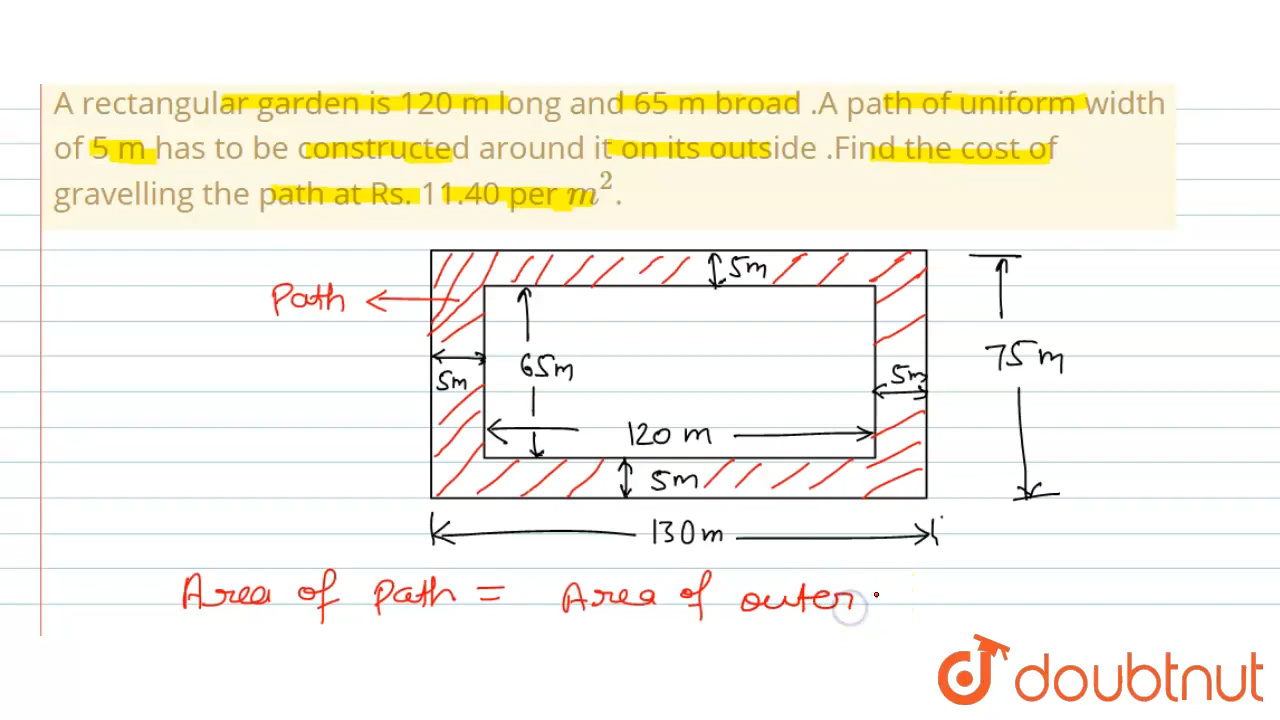 A rectangular garden is 120 m long and 65 m broad .A path of uniform width
of 5 m has to be constructed around it on its outside .Find the cost of
gravelling the path at Rs. 11.40 per m².
5m
Path
65m
5m
5m
75m
120 m
5m
130m
Area of Path = Area of outer
doubtnut